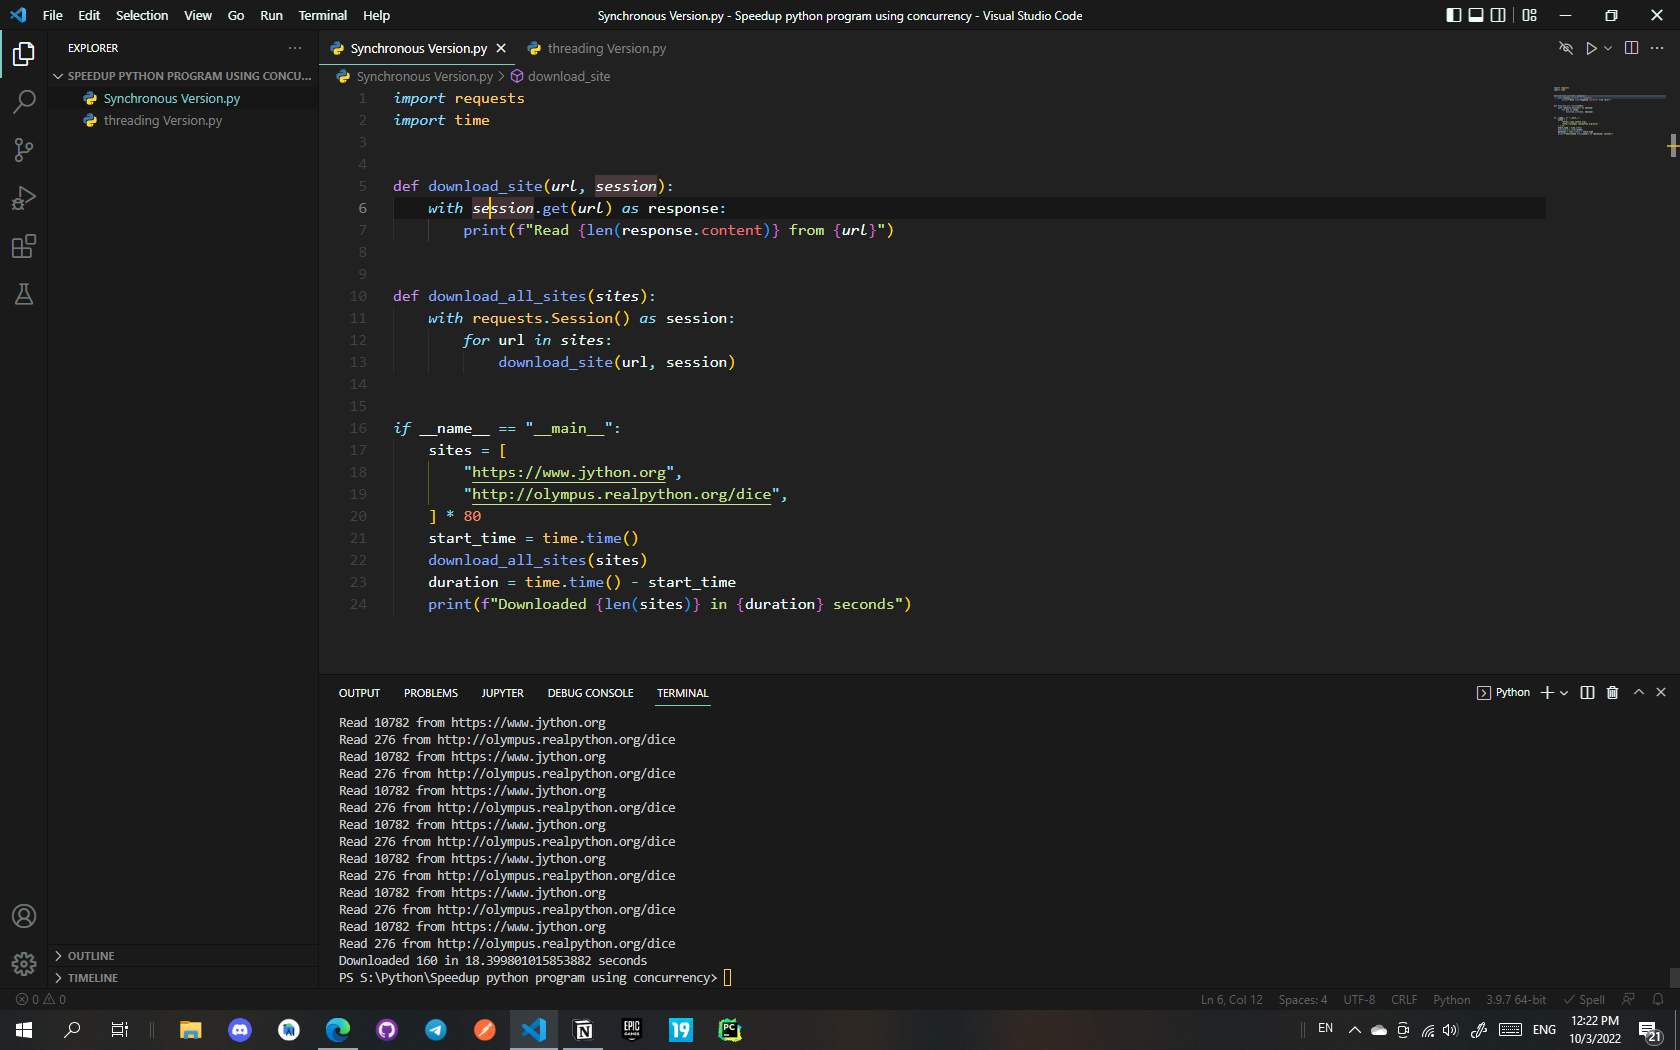 File Edit Selection View Go Run Terminal Help
Synchronous Version.py - Speedup python program using concurrency - Visual Studio Code
EXPLORER
SPEEDUP PYTHON PROGRAM USING CONCU...
Synchronous Version.py
threading Version.py
OUTLINE
TIMELINE
Synchronous Version.py threading Version.py
Synchronous Version.py > download_site
1 import requests
2 import time
3
4
5 def download_site(url, session):
6 with session.get(url) as response:
7 print(f"Read {len(response.content)} from {url}")
8
9
10 def download_all_sites(sites):
11 with requests.Session() as session:
12 for url in sites:
13 download_site(url, session)
14
15
16 if __name__ == "__main__":
17 sites = [
18 "https://www.jython.org",
19 "http://olympus.realpython.org/dice",
20 ] * 80
21 start_time = time.time()
22 download_all_sites(sites)
23 duration = time.time() - start_time
24 print(f"Downloaded {len(sites)} in {duration} seconds")
OUTPUT PROBLEMS JUPYTER DEBUG CONSOLE TERMINAL
Python
Read 10782 from https://www.jython.org
Read 276 from http://olympus.realpython.org/dice
Read 10782 from https://www.jython.org
Read 276 from http://olympus.realpython.org/dice
Read 10782 from https://www.jython.org
Read 276 from http://olympus.realpython.org/dice
Read 10782 from https://www.jython.org
Read 276 from http://olympus.realpython.org/dice
Read 10782 from https://www.jython.org
Read 276 from http://olympus.realpython.org/dice
Read 10782 from https://www.jython.org
Read 276 from http://olympus.realpython.org/dice
Read 10782 from https://www.jython.org
Read 276 from http://olympus.realpython.org/dice
Downloaded 160 in 18.399801015853882 seconds
PS S:\Python\Speedup python program using concurrency>
0 0
Ln 6, Col 12 Spaces: 4 UTF-8 CRLF Python 3.9.7 64-bit Spell
EPIC GAMES
19
PC
EN
ENG
12:22 PM
10/3/2022
21